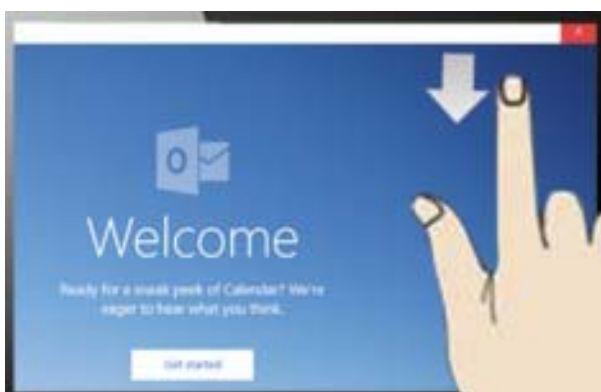 Welcome
Ready for a sneak peek of Calendar? We're
eager to hear what you think.
Get started